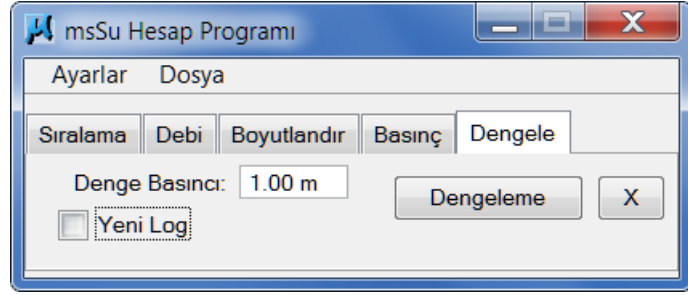 msSu Hesap Programı
X
Ayarlar Dosya
Sıralama Debi Boyutlandır Basınç Dengele
Denge Basıncı: 1.00 m Dengeleme X
Yeni Log